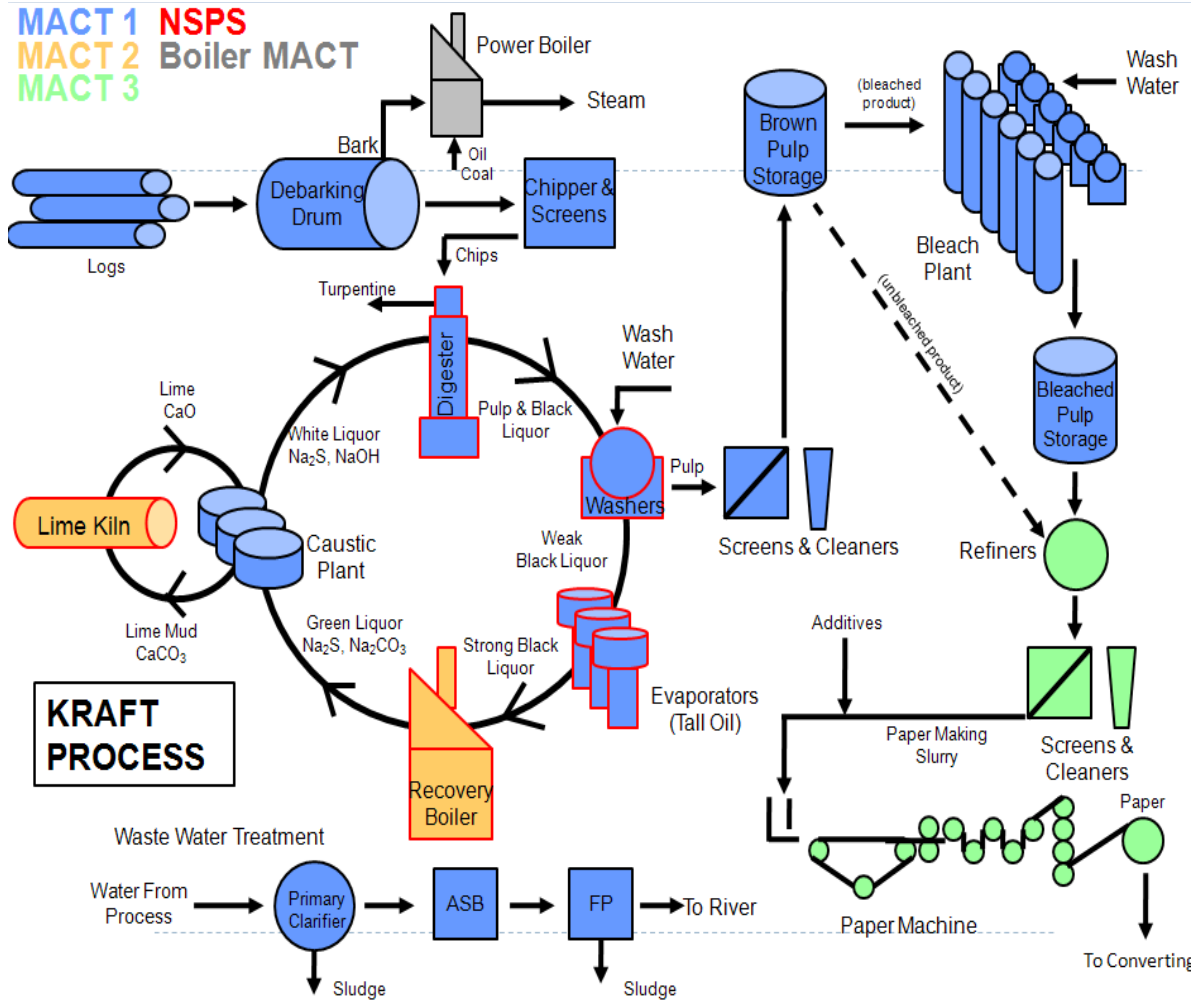 MACT 1 NSPS
MACT 2 Boiler MACT
MACT 3
Power Boiler
Steam
Bark
Oil
Coal
Logs
Debarking
Drum
Chipper &
Screens
Chips
Turpentine
Digester
Brown
Pulp
Storage
(bleached
product)
Wash
Water
Bleach
Plant
(unbleached product)
Bleached
Pulp
Storage
Wash
Water
Lime
CaO
White Liquor
Na₂S, NaOH
Pulp & Black
Liquor
Washers
Pulp
Screens & Cleaners
Refiners
Lime Kiln
Caustic
Plant
Weak
Black Liquor
Lime Mud
CaCO₃
Green Liquor
Na₂S, Na₂CO₃
Strong Black
Liquor
Evaporators
(Tall Oil)
Additives
Paper Making
Slurry
Screens &
Cleaners
KRAFT
PROCESS
Recovery
Boiler
Paper
Paper Machine
To Converting
Waste Water Treatment
Water From
Process
Primary
Clarifier
ASB
FP
To River
Sludge
Sludge